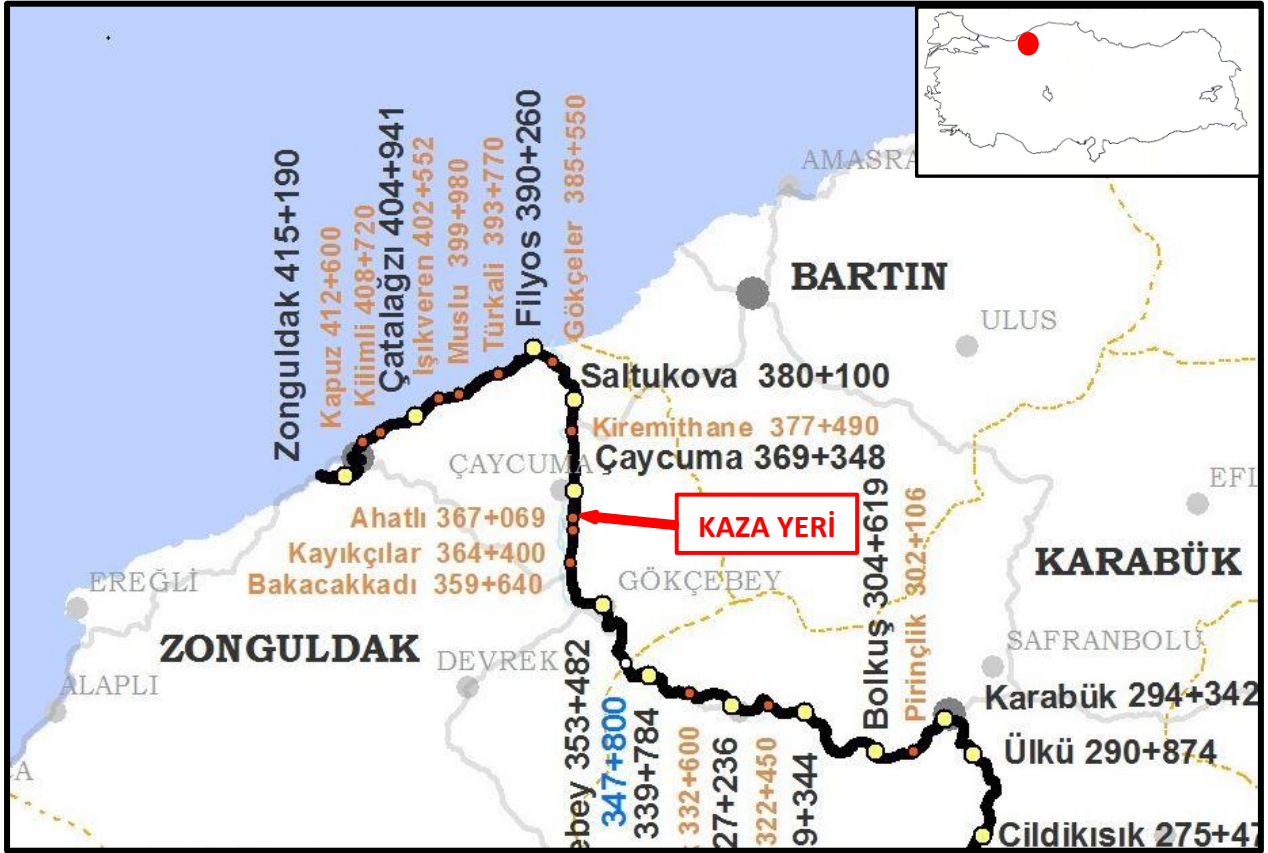 AMASRA
Zonguldak 415+190
Kapuz 412+600
Kilimli 408+720
Çatalağzı 404+941
Işıkveren 402+552
Muslu 399+980
Türkali 393+770
Filyos 390+260
Gökçeler 385+550
BARTIN
ULUS
Saltukova 380+100
Kiremithane 377+490
ÇAYCUMA
Çaycuma 369+348
EFL
Ahatlı 367+069
KAZA YERİ
Kayıkçılar 364+400
Bakacakkadı 359+640
Bolkuş 304+619
Pirinçlik 302+106
KARABÜK
EREĞLİ
GÖKÇEBEY
ZONGULDAK
DEVREK
SAFRANBOLU
ALAPLI
Karabük 294+342
ebey 353+482
347+800
339+784
332+600
27+236
322+450
9+344
Ülkü 290+874
CA
Cildikısık 275+47